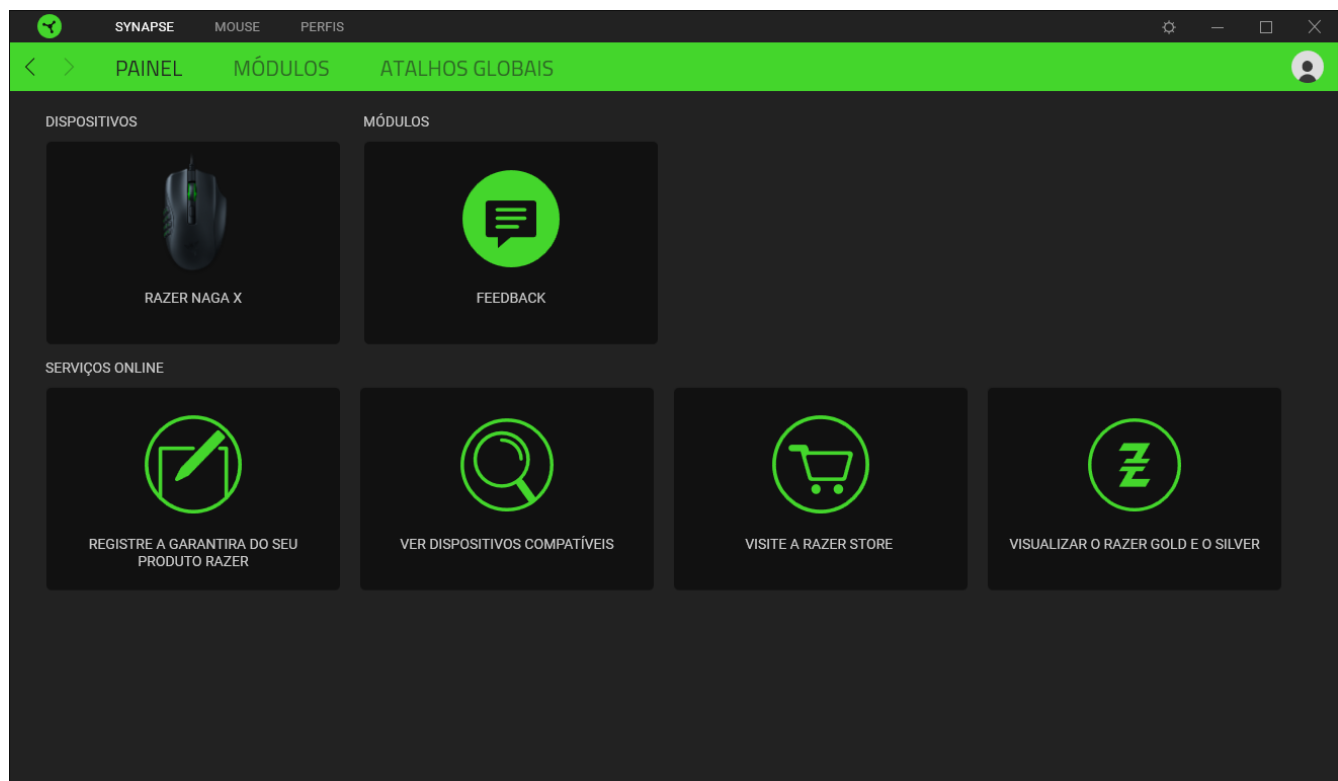 SYNAPSE MOUSE PERFIS
PAINEL MÓDULOS ATALHOS GLOBAIS
DISPOSITIVOS MÓDULOS
RAZER NAGA X FEEDBACK
SERVIÇOS ONLINE
REGISTRE A GARANTIRA DO SEU
PRODUTO RAZER
VER DISPOSITIVOS COMPATÍVEIS
VISITE A RAZER STORE
VISUALIZAR O RAZER GOLD E O SILVER